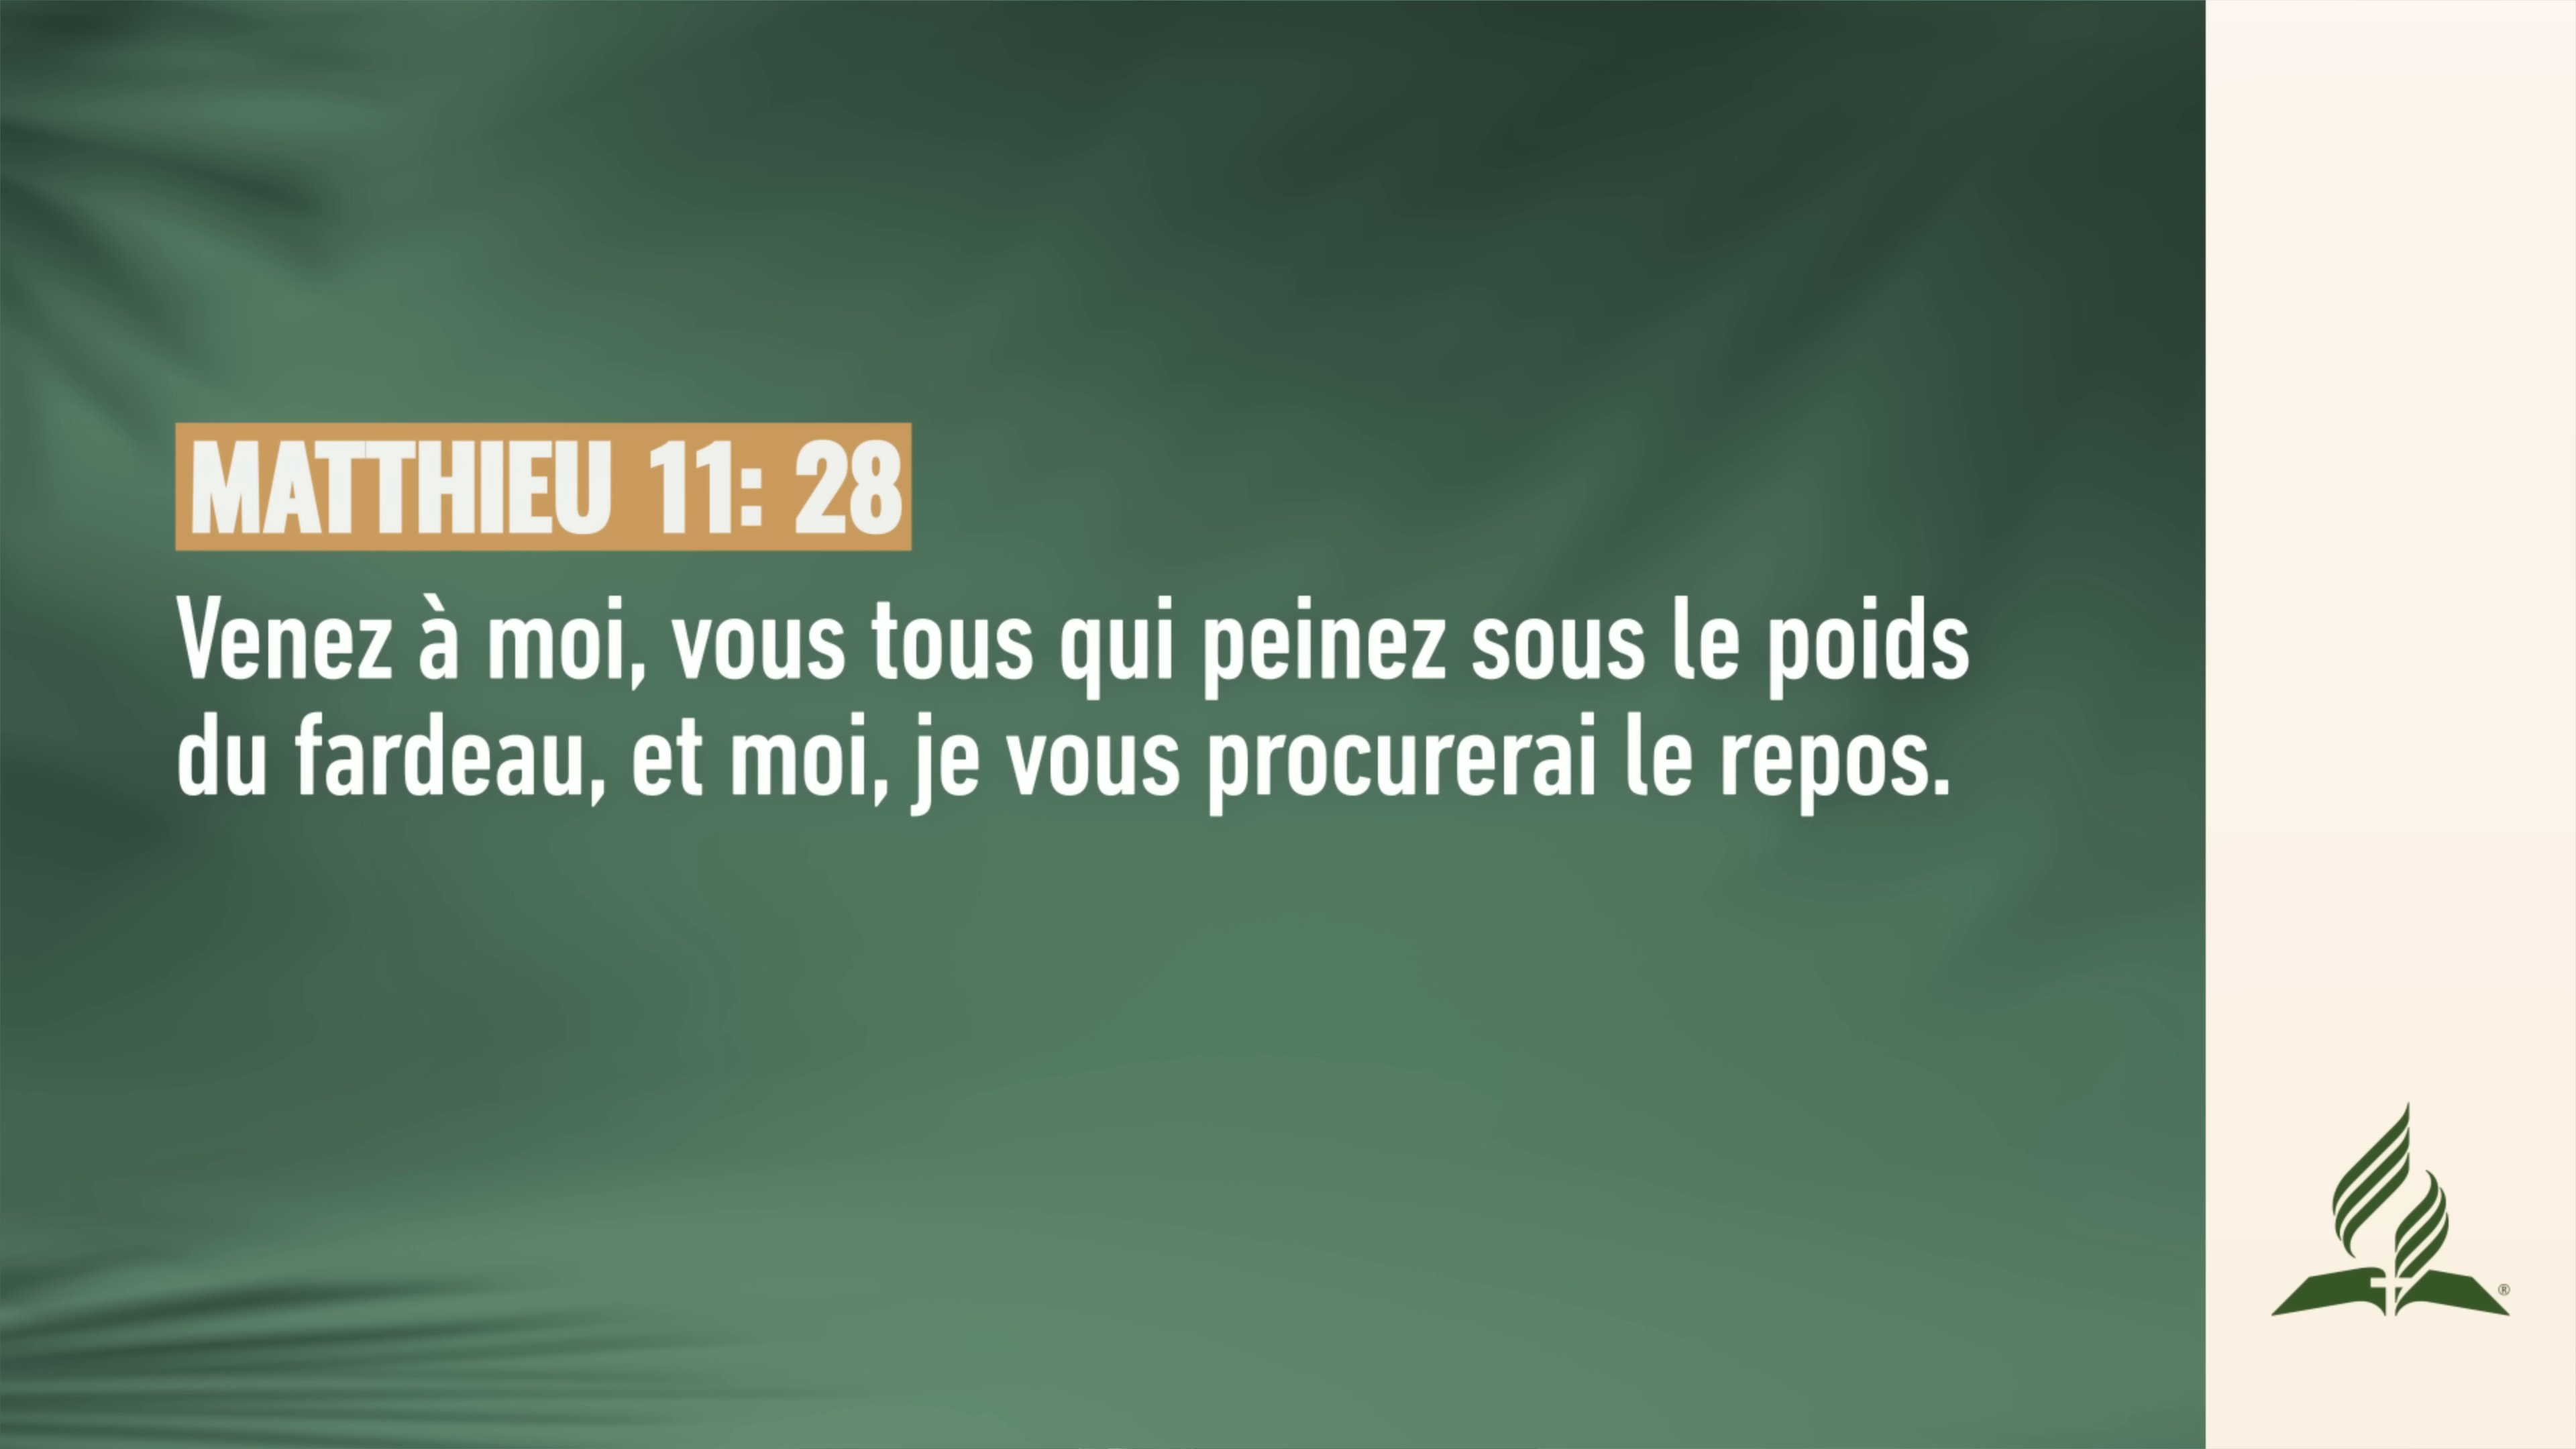 MATTHIEU 11: 28
Venez à moi, vous tous qui peinez sous le poids
du fardeau, et moi, je vous procurerai le repos.
®